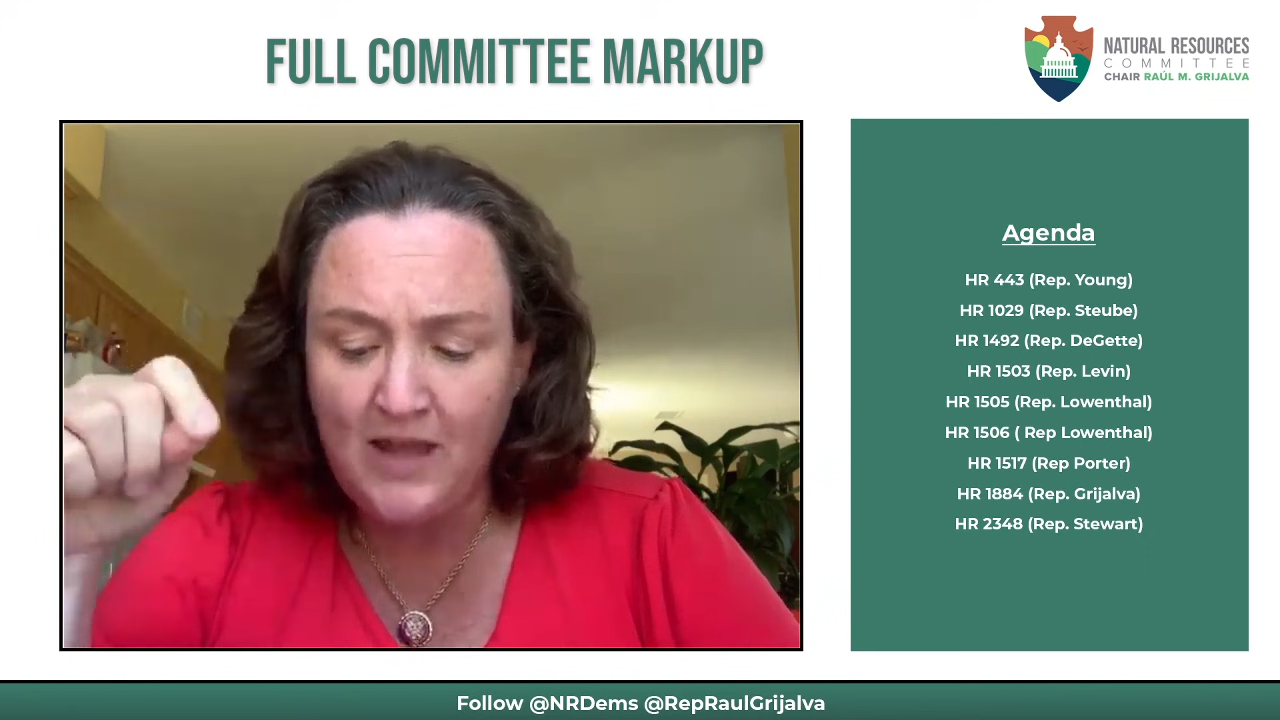 FULL COMMITTEE MARKUP
NATURAL RESOURCES
COMMITTEE
CHAIR RAÚL M. GRIJALVA
Agenda
HR 443 (Rep. Young)
HR 1029 (Rep. Steube)
HR 1492 (Rep. DeGette)
HR 1503 (Rep. Levin)
HR 1505 (Rep. Lowenthal)
HR 1506 ( Rep Lowenthal)
HR 1517 (Rep Porter)
HR 1884 (Rep. Grijalva)
HR 2348 (Rep. Stewart)
Follow @NRDems @RepRaulGrijalva